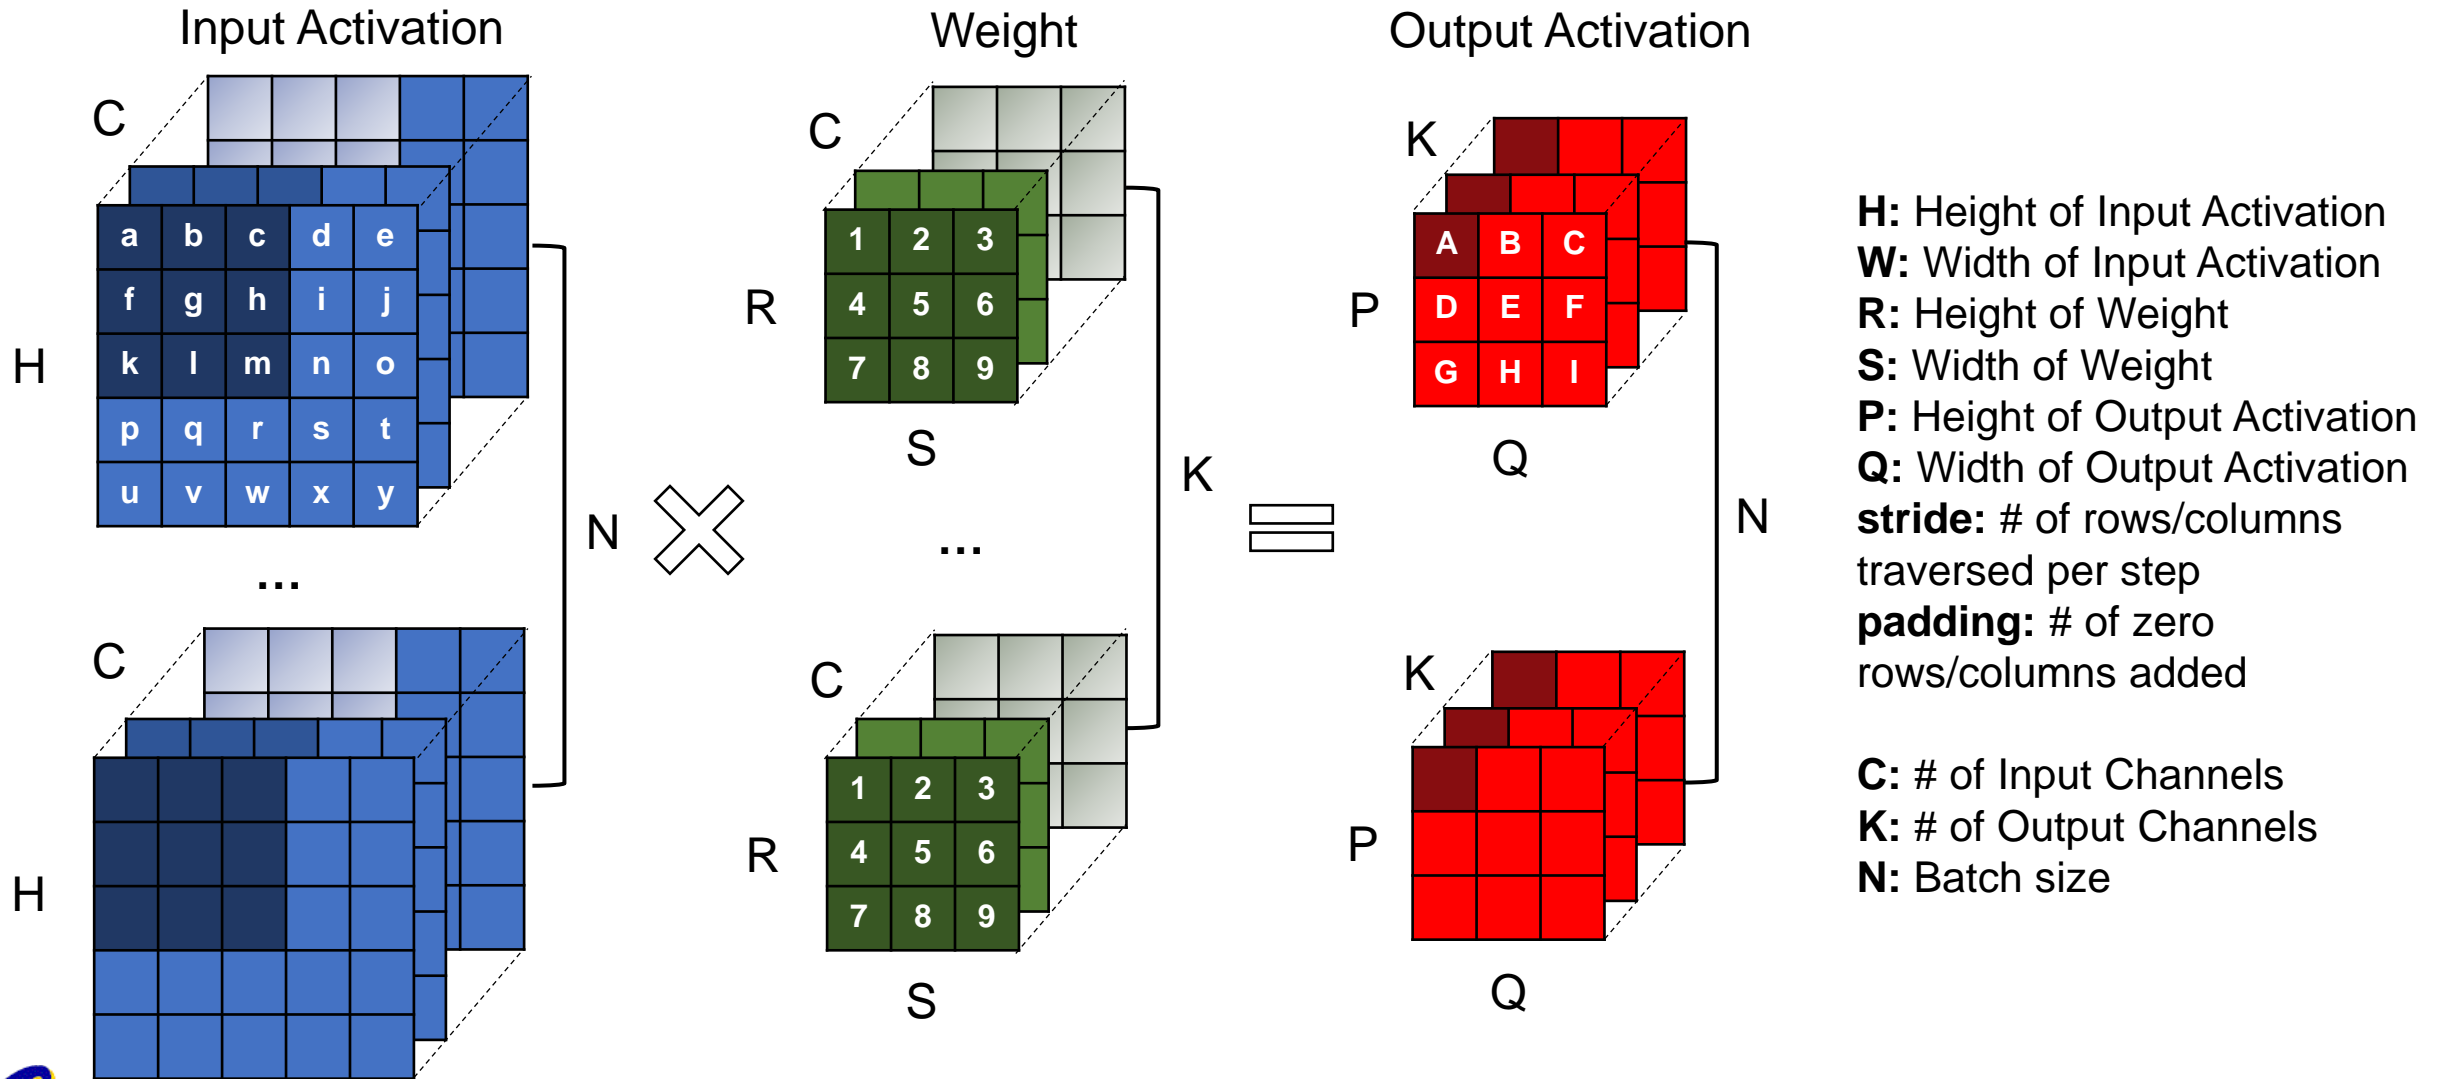 Input Activation
C
a b c d e
f g h i j
k l m n o
p q r s t
u v w x y
H
...
C
H
N
Weight
C
1 2 3
4 5 6
7 8 9
R
S
...
C
1 2 3
4 5 6
7 8 9
R
S
K
Output Activation
K
A B C
D E F
G H I
P
Q
K
P
Q
N
H: Height of Input Activation
W: Width of Input Activation
R: Height of Weight
S: Width of Weight
P: Height of Output Activation
Q: Width of Output Activation
stride: # of rows/columns
traversed per step
padding: # of zero
rows/columns added
C: # of Input Channels
K: # of Output Channels
N: Batch size